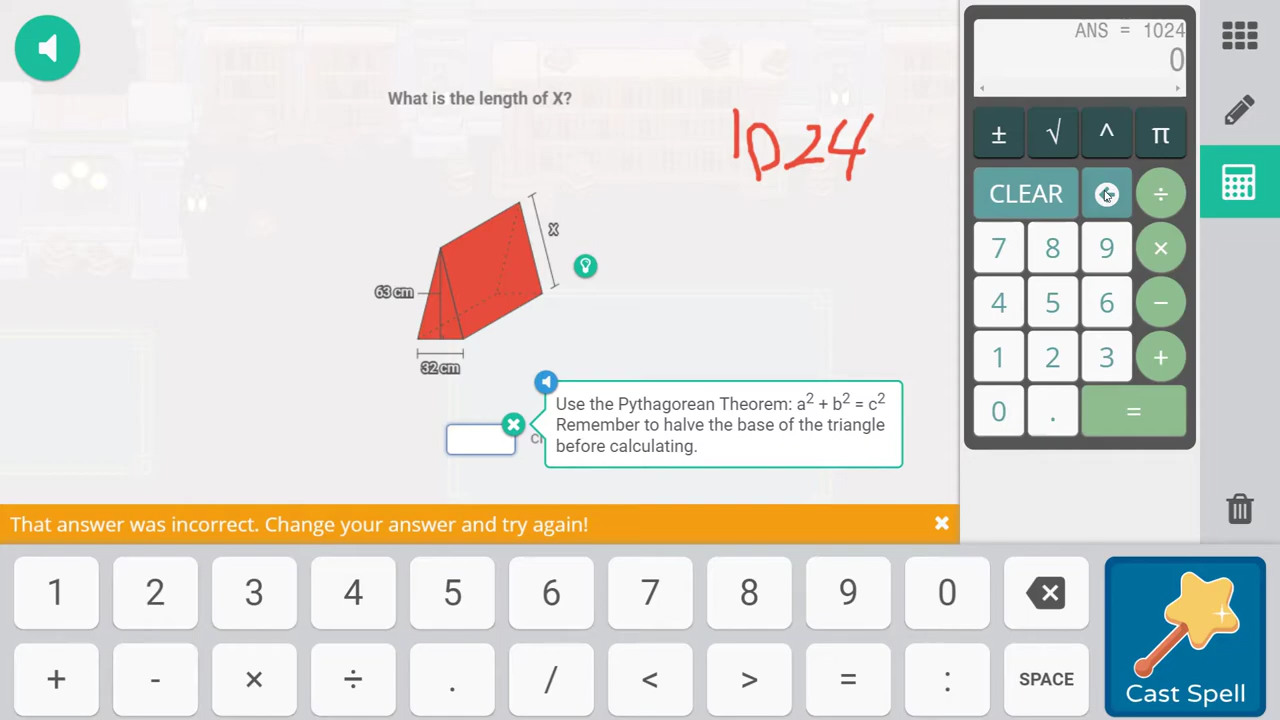 ANS = 1024
0
What is the length of X?
1024
± √ ^ π
CLEAR ÷
7 8 9 ×
4 5 6 −
1 2 3 +
0 . =
X
63 cm
32 cm
Use the Pythagorean Theorem: a² + b² = c²
Remember to halve the base of the triangle
before calculating.
That answer was incorrect. Change your answer and try again!
1 2 3 4 5 6 7 8 9 0
+ - × ÷ . / < > = : SPACE
Cast Spell